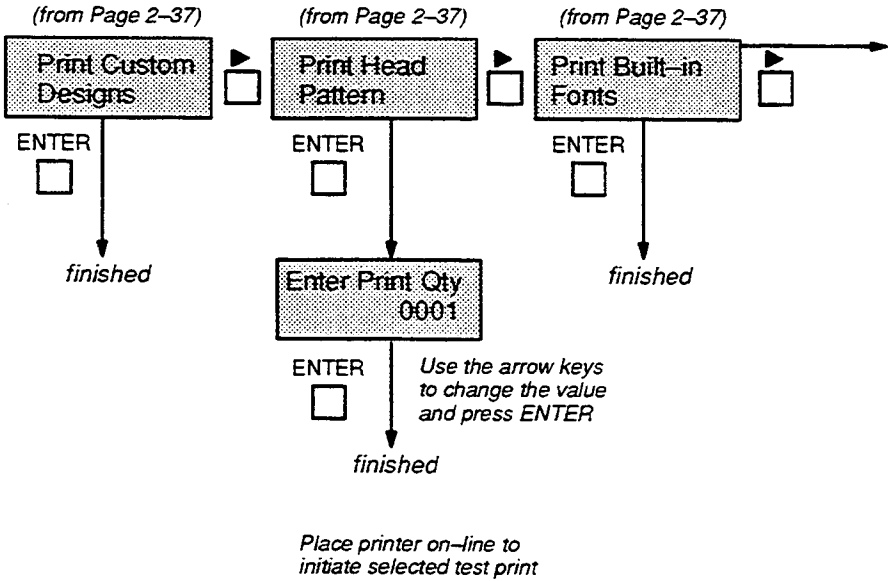 (from Page 2–37)
(from Page 2–37)
(from Page 2–37)
Print Custom
Designs
Print Head
Pattern
Print Built–in
Fonts
ENTER
ENTER
ENTER
finished
Enter Print Qty
0001
finished
ENTER
Use the arrow keys
to change the value
and press ENTER
finished
Place printer on–line to
initiate selected test print